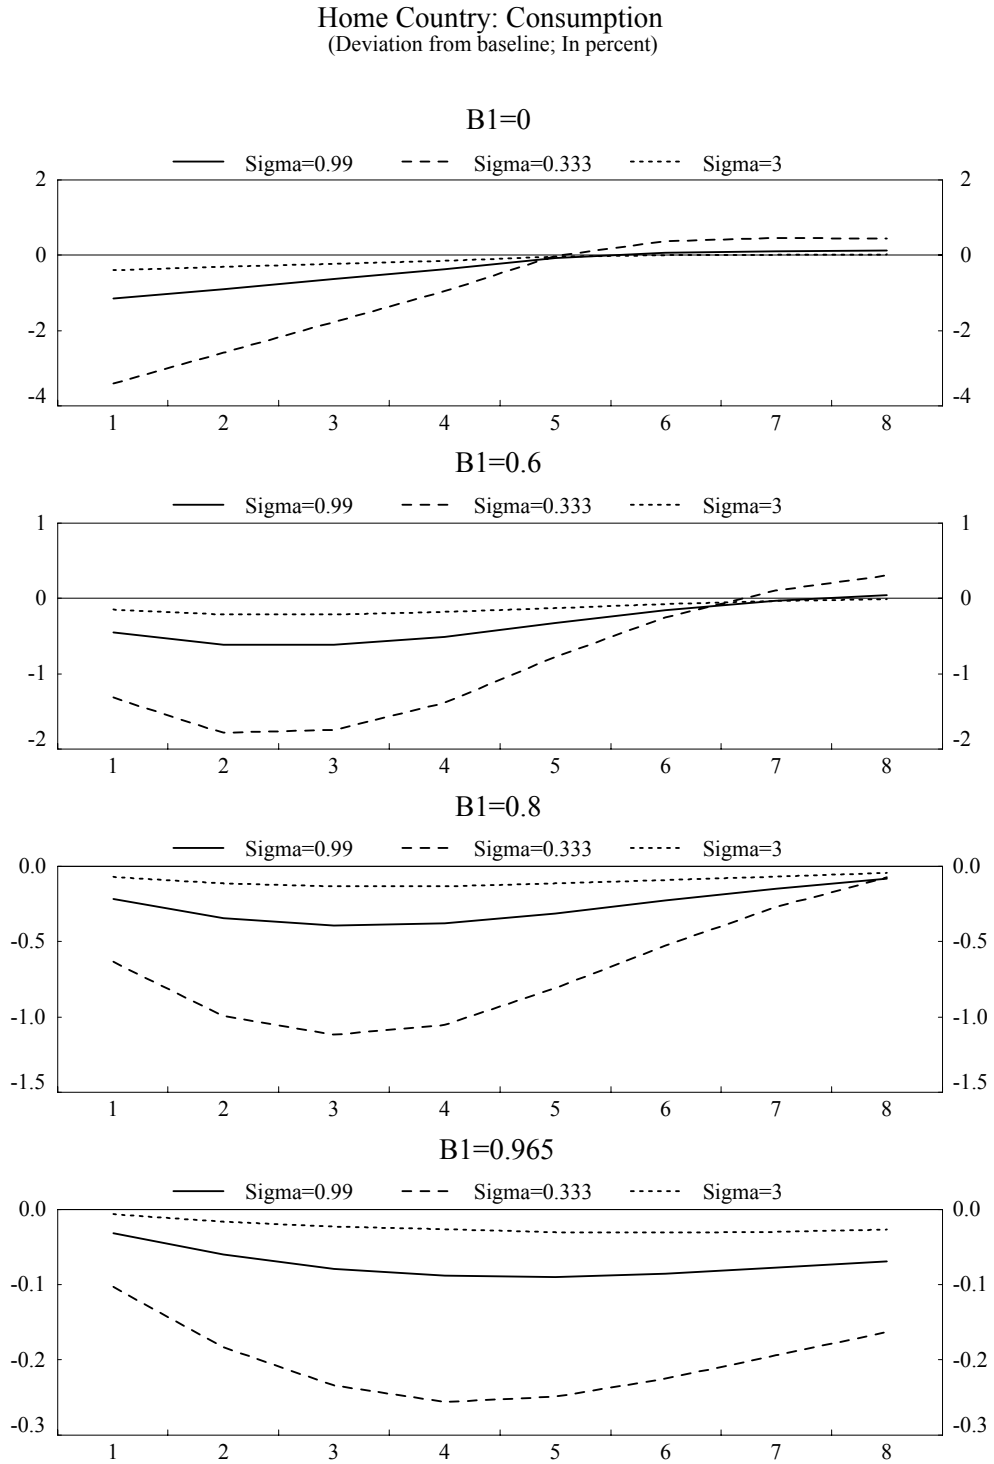 Home Country: Consumption
(Deviation from baseline; In percent)
B1=0
Sigma=0.99 Sigma=0.333 Sigma=3
2 2
0 0
-2 -2
-4 -4
1 2 3 4 5 6 7 8
B1=0.6
Sigma=0.99 Sigma=0.333 Sigma=3
1 1
0 0
-1 -1
-2 -2
1 2 3 4 5 6 7 8
B1=0.8
Sigma=0.99 Sigma=0.333 Sigma=3
0.0 0.0
-0.5 -0.5
-1.0 -1.0
-1.5 -1.5
1 2 3 4 5 6 7 8
B1=0.965
Sigma=0.99 Sigma=0.333 Sigma=3
0.0 0.0
-0.1 -0.1
-0.2 -0.2
-0.3 -0.3
1 2 3 4 5 6 7 8